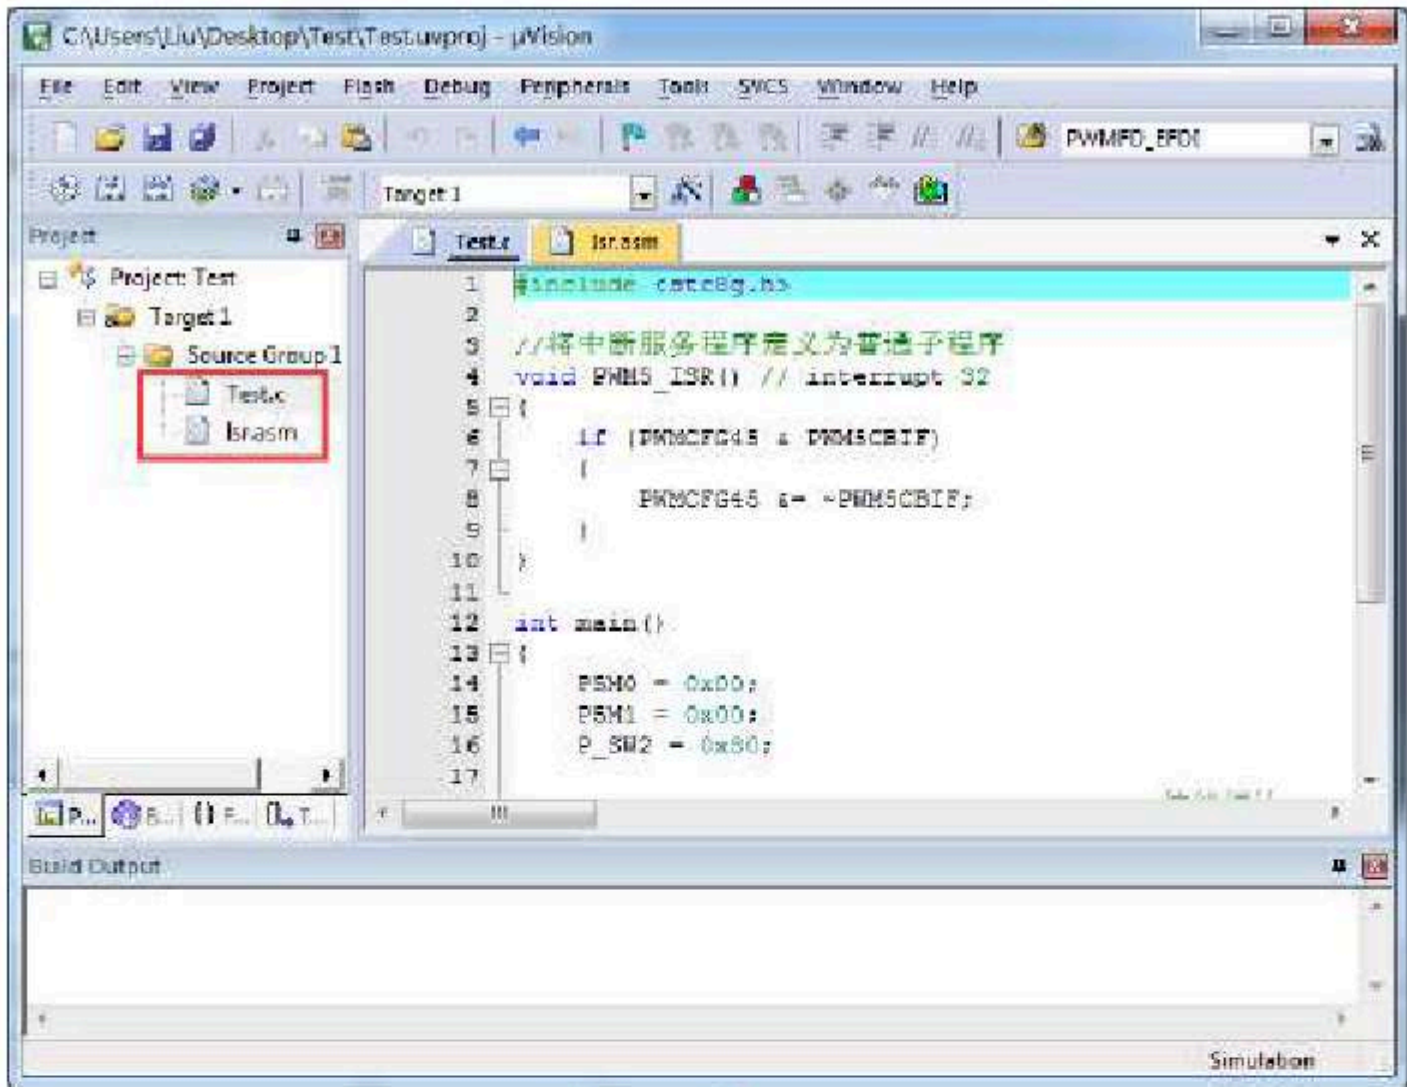 C:\Users\Liu\Desktop\Test\Test.uvproj - µVision
File Edit View Project Flash Debug Peripherals Tools SVCS Window Help
PWMFD_EFDI
Target 1
Project
Test.c Isr.asm
Project: Test
Target 1
Source Group 1
Test.c
Isr.asm
1 #include <stc8g.h>
2
3 //将中断服务程序定义为普通子程序
4 void PWM5_ISR() // interrupt 32
5 {
6 if (PWMCFG45 & PWM5CBIF)
7 {
8 PWMCFG45 &= ~PWM5CBIF;
9 }
10 }
11
12 int main()
13 {
14 P5M0 = 0x00;
15 P5M1 = 0x00;
16 P_SW2 = 0x80;
17
P... B... {} F... T...
Build Output
Simulation